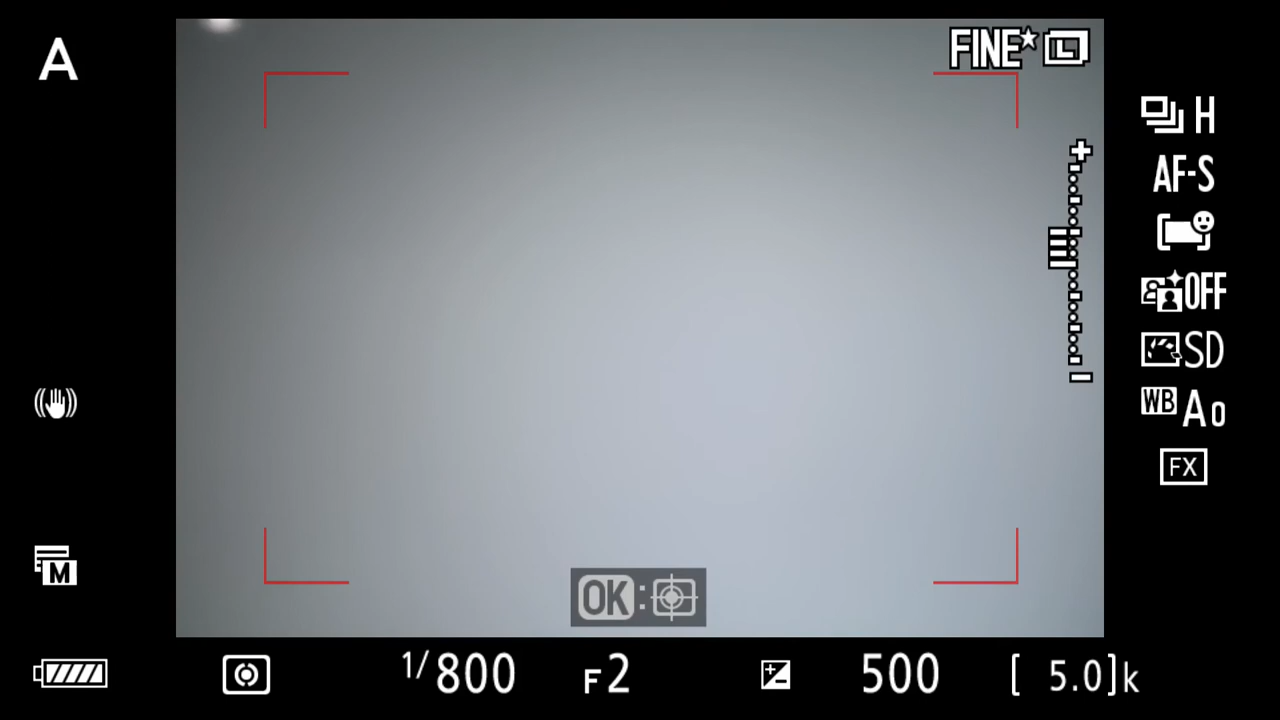 A
FINE★ L
H
AF-S
OFF
SD
WB A0
FX
M
OK:
1/800 F2 500 [ 5.0]k